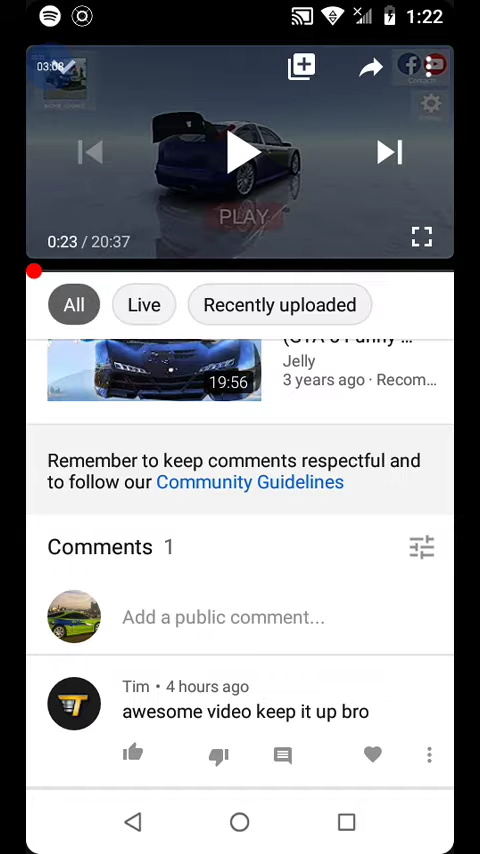 1:22
03:08
PLAY
0:23 / 20:37
All
Live
Recently uploaded
19:56
Jelly
3 years ago · Recom...
Remember to keep comments respectful and
to follow our Community Guidelines
Comments 1
Add a public comment...
Tim • 4 hours ago
awesome video keep it up bro